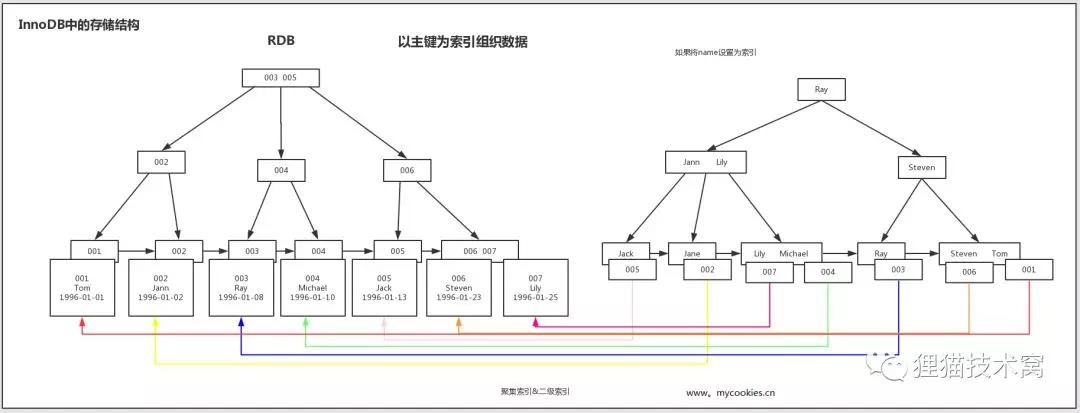 InnoDB中的存储结构
RDB
以主键为索引组织数据
如果将name设置为索引
003 005
002
004
006
001
002
003
004
005
006 007
001
Tom
1996-01-01
002
Jann
1996-01-02
003
Ray
1996-01-08
004
Michael
1996-01-10
005
Jack
1996-01-13
006
Steven
1996-01-23
007
Lily
1996-01-25
Ray
Jann Lily
Steven
Jack
Jane
Lily Michael
Ray
Steven Tom
005
002
007
004
003
006
001
聚集索引&二级索引
www。mycookies.cn
狸猫技术窝